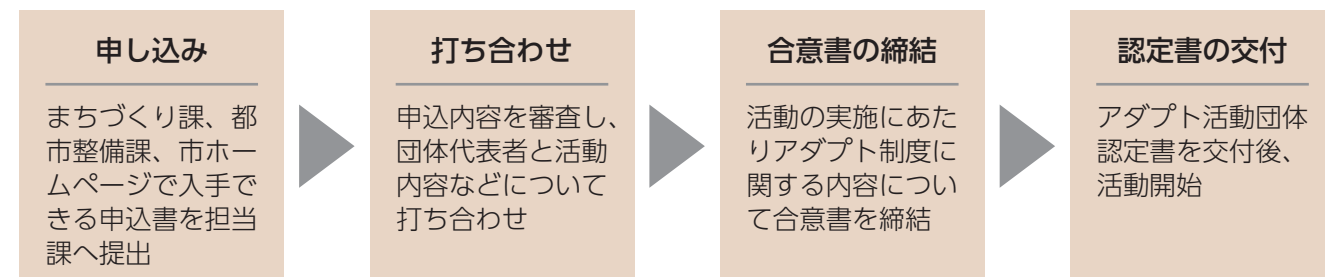 申し込み
まちづくり課、都
市整備課、市ホー
ムページで入手で
きる申込書を担当
課へ提出
打ち合わせ
申込内容を審査し、
団体代表者と活動
内容などについて
打ち合わせ
合意書の締結
活動の実施にあた
りアダプト制度に
関する内容につい
て合意書を締結
認定書の交付
アダプト活動団体
認定書を交付後、
活動開始